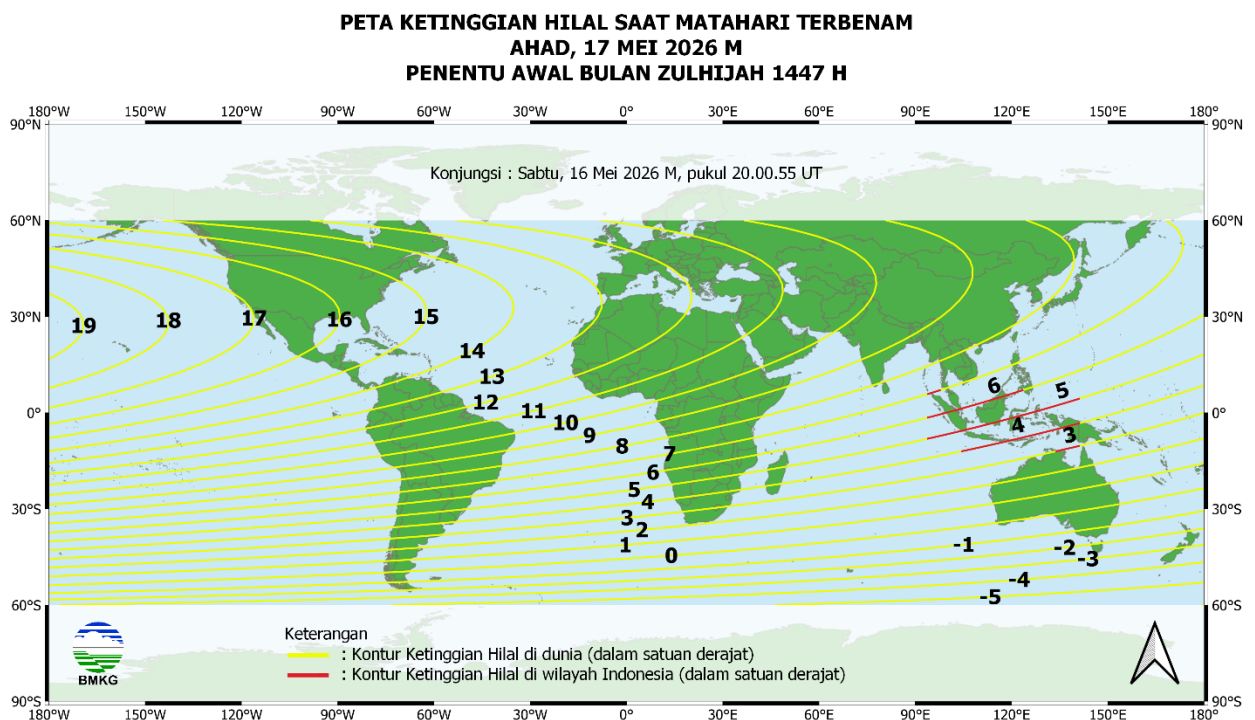 PETA KETINGGIAN HILAL SAAT MATAHARI TERBENAM
AHAD, 17 MEI 2026 M
PENENTU AWAL BULAN ZULHIJAH 1447 H
180°W 150°W 120°W 90°W 60°W 30°W 0° 30°E 60°E 90°E 120°E 150°E 180°
90°N 90°N
Konjungsi : Sabtu, 16 Mei 2026 M, pukul 20.00.55 UT
60°N 60°N
30°N 30°N
19 18 17 16 15
14
13
12
11
10
9
8
7
6
5
4
3
2
1
0
6 5
4 3
0° 0°
30°S 30°S
-1 -2 -3
-4
-5
60°S 60°S
Keterangan
: Kontur Ketinggian Hilal di dunia (dalam satuan derajat)
: Kontur Ketinggian Hilal di wilayah Indonesia (dalam satuan derajat)
BMKG
90°S 90°S
180°W 150°W 120°W 90°W 60°W 30°W 0° 30°E 60°E 90°E 120°E 150°E 180°